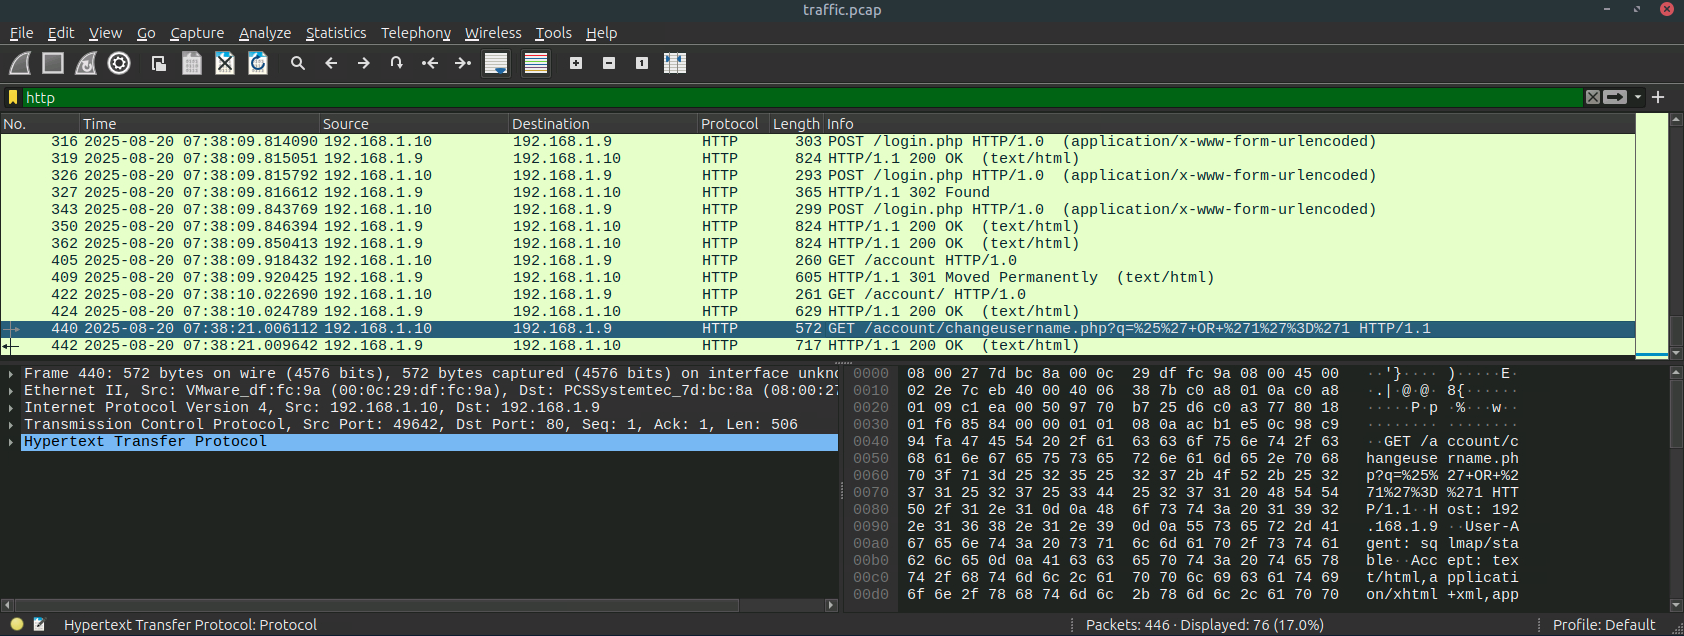 traffic.pcap
File Edit View Go Capture Analyze Statistics Telephony Wireless Tools Help
http
No. Time Source Destination Protocol Length Info
316 2025-08-20 07:38:09.814090 192.168.1.10 192.168.1.9 HTTP 303 POST /login.php HTTP/1.0 (application/x-www-form-urlencoded)
319 2025-08-20 07:38:09.815051 192.168.1.9 192.168.1.10 HTTP 824 HTTP/1.1 200 OK (text/html)
326 2025-08-20 07:38:09.815792 192.168.1.10 192.168.1.9 HTTP 293 POST /login.php HTTP/1.0 (application/x-www-form-urlencoded)
327 2025-08-20 07:38:09.816612 192.168.1.9 192.168.1.10 HTTP 365 HTTP/1.1 302 Found
343 2025-08-20 07:38:09.843769 192.168.1.10 192.168.1.9 HTTP 299 POST /login.php HTTP/1.0 (application/x-www-form-urlencoded)
350 2025-08-20 07:38:09.846394 192.168.1.9 192.168.1.10 HTTP 824 HTTP/1.1 200 OK (text/html)
362 2025-08-20 07:38:09.850413 192.168.1.9 192.168.1.10 HTTP 824 HTTP/1.1 200 OK (text/html)
405 2025-08-20 07:38:09.918432 192.168.1.10 192.168.1.9 HTTP 260 GET /account HTTP/1.0
409 2025-08-20 07:38:09.920425 192.168.1.9 192.168.1.10 HTTP 605 HTTP/1.1 301 Moved Permanently (text/html)
422 2025-08-20 07:38:10.022690 192.168.1.10 192.168.1.9 HTTP 261 GET /account/ HTTP/1.0
424 2025-08-20 07:38:10.024789 192.168.1.9 192.168.1.10 HTTP 629 HTTP/1.1 200 OK (text/html)
440 2025-08-20 07:38:21.006112 192.168.1.10 192.168.1.9 HTTP 572 GET /account/changeusername.php?q=%25%27+OR+%271%27%3D%271 HTTP/1.1
442 2025-08-20 07:38:21.009642 192.168.1.9 192.168.1.10 HTTP 717 HTTP/1.1 200 OK (text/html)
Frame 440: 572 bytes on wire (4576 bits), 572 bytes captured (4576 bits) on interface unkno
Ethernet II, Src: VMware_df:fc:9a (00:0c:29:df:fc:9a), Dst: PCSSystemtec_7d:bc:8a (08:00:27
Internet Protocol Version 4, Src: 192.168.1.10, Dst: 192.168.1.9
Transmission Control Protocol, Src Port: 49642, Dst Port: 80, Seq: 1, Ack: 1, Len: 506
Hypertext Transfer Protocol
0000 08 00 27 7d bc 8a 00 0c 29 df fc 9a 08 00 45 00 ··'}···· )·····E·
0010 02 2e 7c eb 40 00 40 06 38 7b c0 a8 01 0a c0 a8 ·.|·@·@· 8{······
0020 01 09 c1 ea 00 50 97 70 b7 25 d6 c0 a3 77 80 18 ·····P·p ·%···w··
0030 01 f6 85 84 00 00 01 01 08 0a ac b1 e5 0c 98 c9 ········ ········
0040 94 fa 47 45 54 20 2f 61 63 63 6f 75 6e 74 2f 63 ··GET /a ccount/c
0050 68 61 6e 67 65 75 73 65 72 6e 61 6d 65 2e 70 68 hangeuse rname.ph
0060 70 3f 71 3d 25 32 35 25 32 37 2b 4f 52 2b 25 32 p?q=%25% 27+OR+%2
0070 37 31 25 32 37 25 33 44 25 32 37 31 20 48 54 54 71%27%3D %271 HTT
0080 50 2f 31 2e 31 0d 0a 48 6f 73 74 3a 20 31 39 32 P/1.1··H ost: 192
0090 2e 31 36 38 2e 31 2e 39 0d 0a 55 73 65 72 2d 41 .168.1.9 ··User-A
00a0 67 65 6e 74 3a 20 73 71 6c 6d 61 70 2f 73 74 61 gent: sq lmap/sta
00b0 62 6c 65 0d 0a 41 63 63 65 70 74 3a 20 74 65 78 ble··Acc ept: tex
00c0 74 2f 68 74 6d 6c 2c 61 70 70 6c 69 63 61 74 69 t/html,a pplicati
00d0 6f 6e 2f 78 68 74 6d 6c 2b 78 6d 6c 2c 61 70 70 on/xhtml +xml,app
Hypertext Transfer Protocol: Protocol
Packets: 446 · Displayed: 76 (17.0%)
Profile: Default